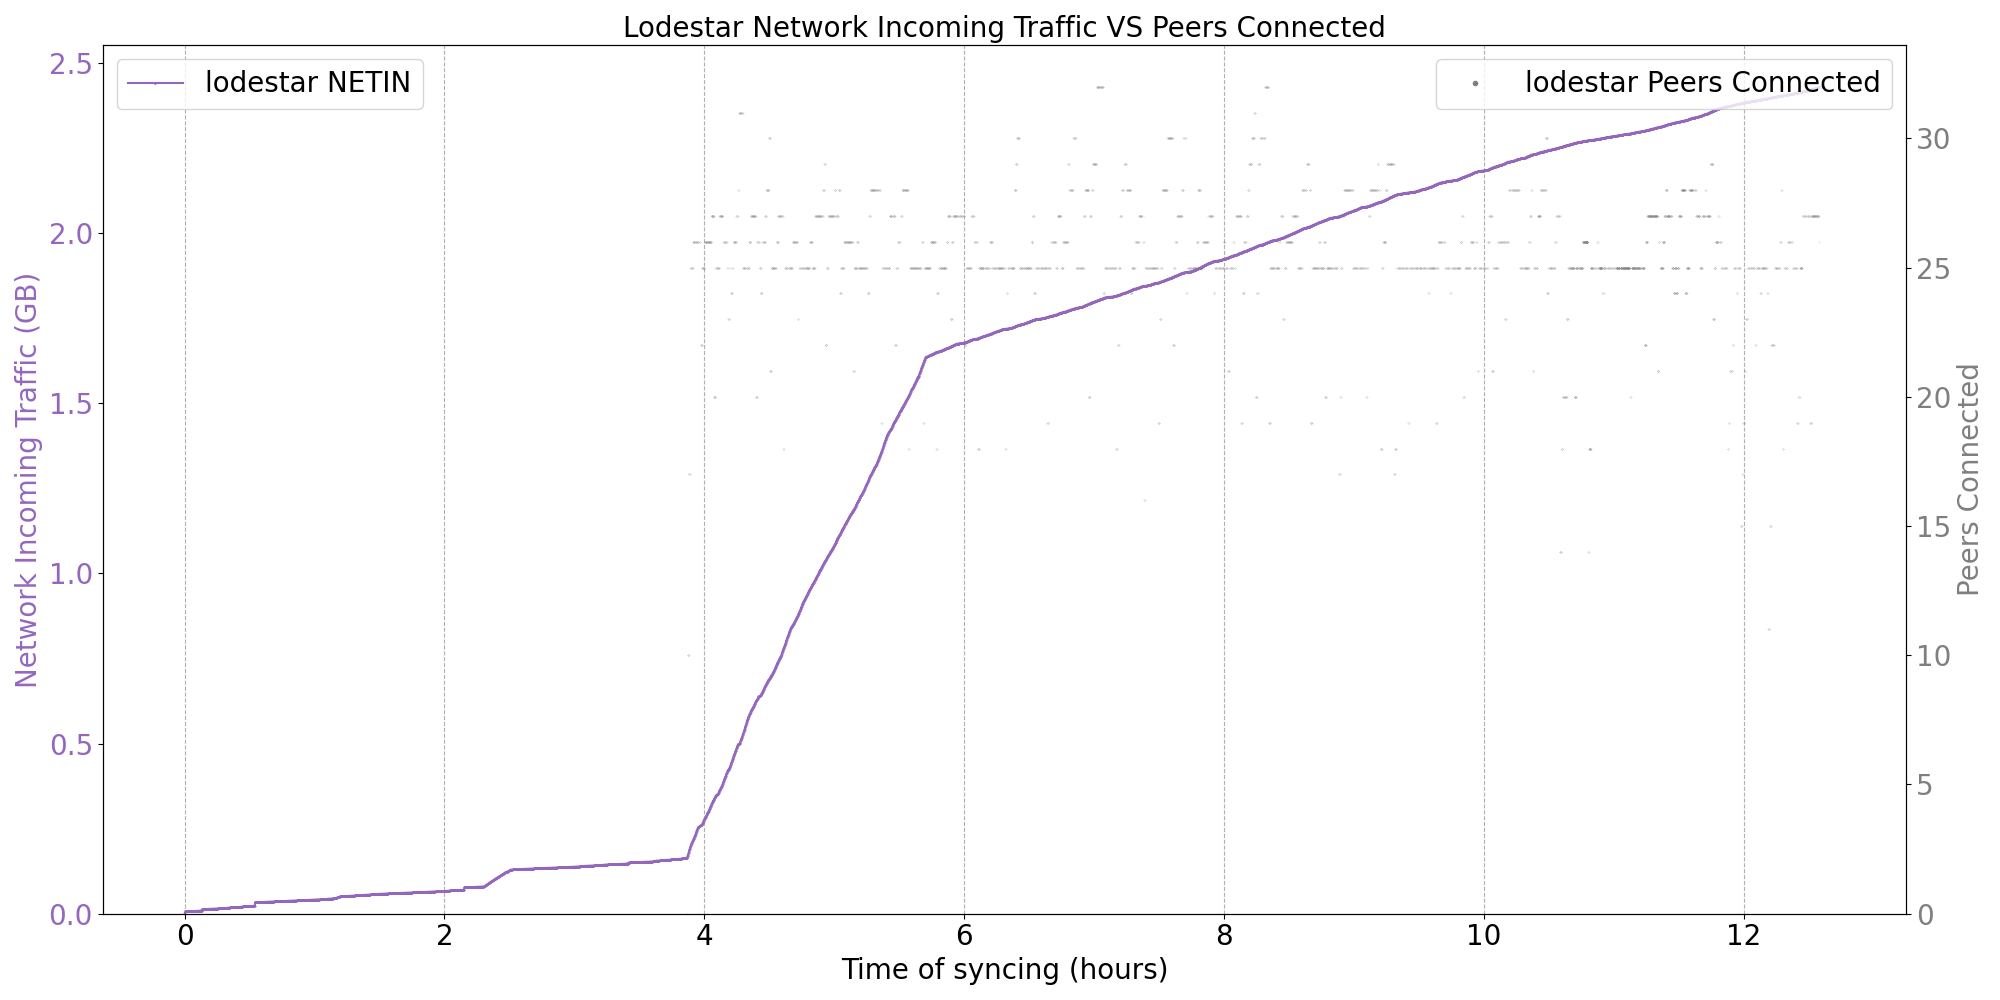 Lodestar Network Incoming Traffic VS Peers Connected
lodestar NETIN
lodestar Peers Connected
Network Incoming Traffic (GB)
2.5
2.0
1.5
1.0
0.5
0.0
30
25
20
15
10
5
0
Peers Connected
0 2 4 6 8 10 12
Time of syncing (hours)